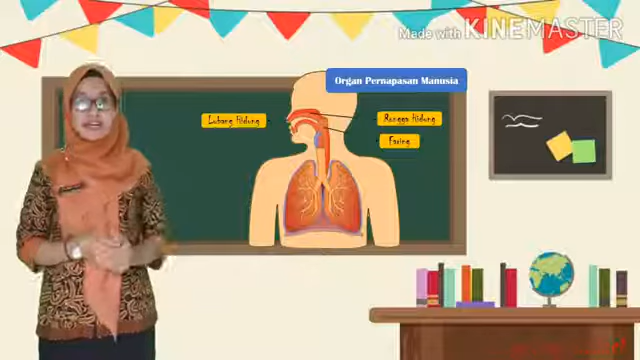 Made with KINEMASTER
Organ Pernapasan Manusia
Lubang Hidung
Rongga Hidung
Faring